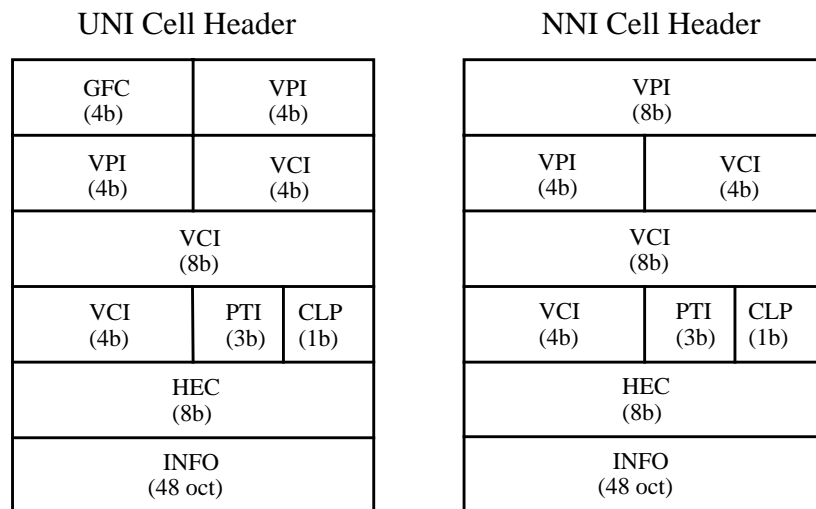 UNI Cell Header
GFC
(4b)
VPI
(4b)
VPI
(4b)
VCI
(4b)
VCI
(8b)
VCI
(4b)
PTI
(3b)
CLP
(1b)
HEC
(8b)
INFO
(48 oct)
NNI Cell Header
VPI
(8b)
VPI
(4b)
VCI
(4b)
VCI
(8b)
VCI
(4b)
PTI
(3b)
CLP
(1b)
HEC
(8b)
INFO
(48 oct)